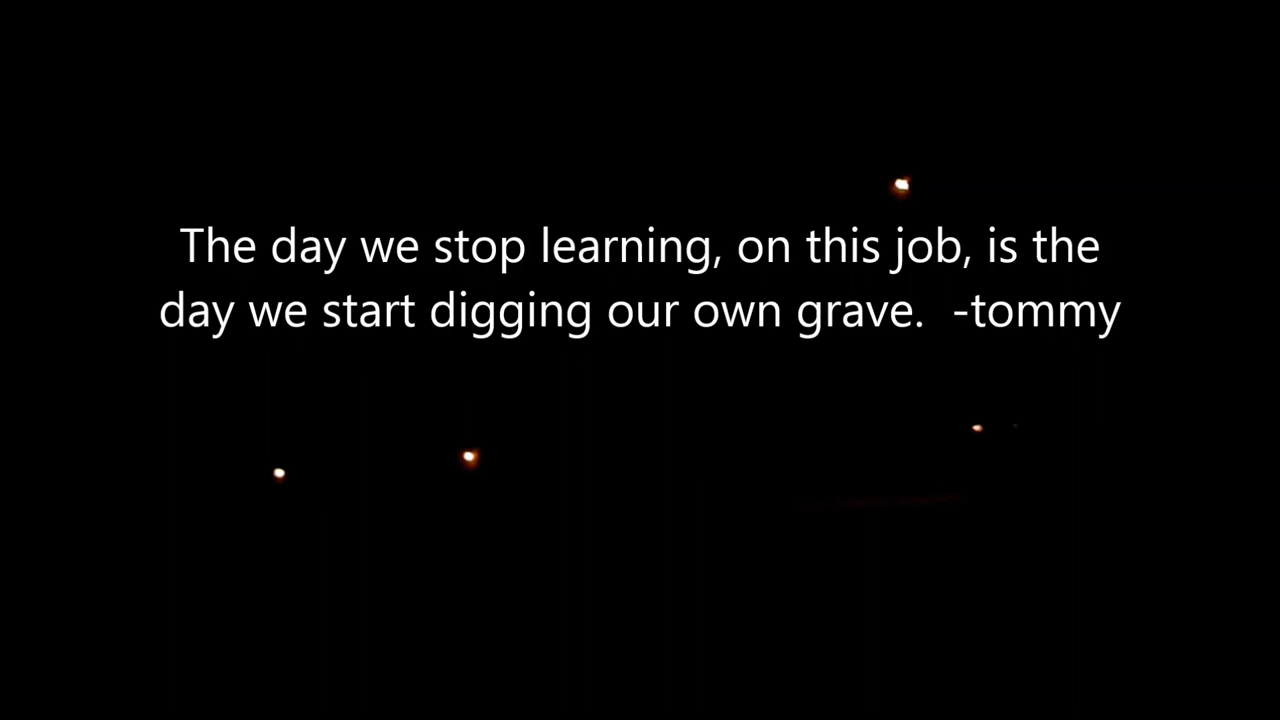 The day we stop learning, on this job, is the
day we start digging our own grave.  -tommy